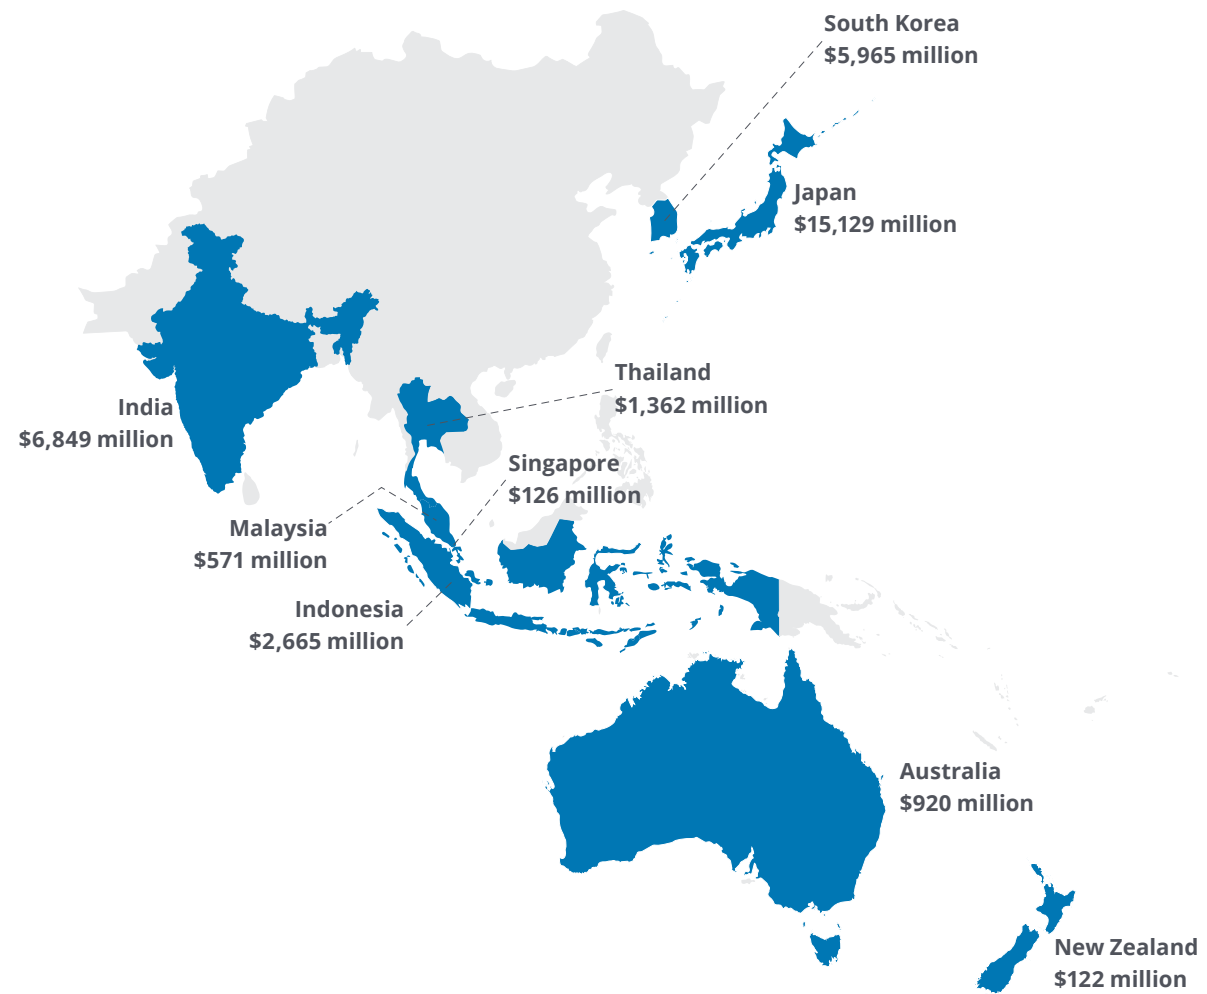 South Korea
$5,965 million
Japan
$15,129 million
Thailand
$1,362 million
India
$6,849 million
Singapore
$126 million
Malaysia
$571 million
Indonesia
$2,665 million
Australia
$920 million
New Zealand
$122 million